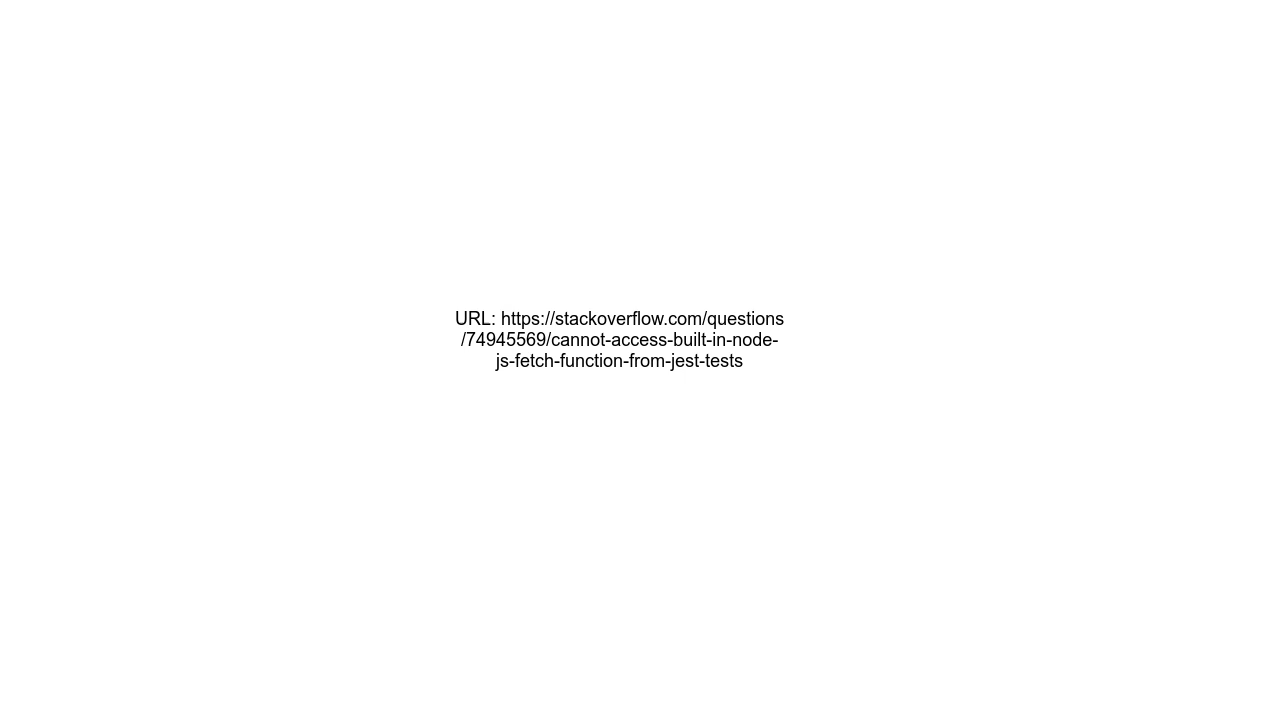 URL: https://stackoverflow.com/questions
/74945569/cannot-access-built-in-node-
js-fetch-function-from-jest-tests